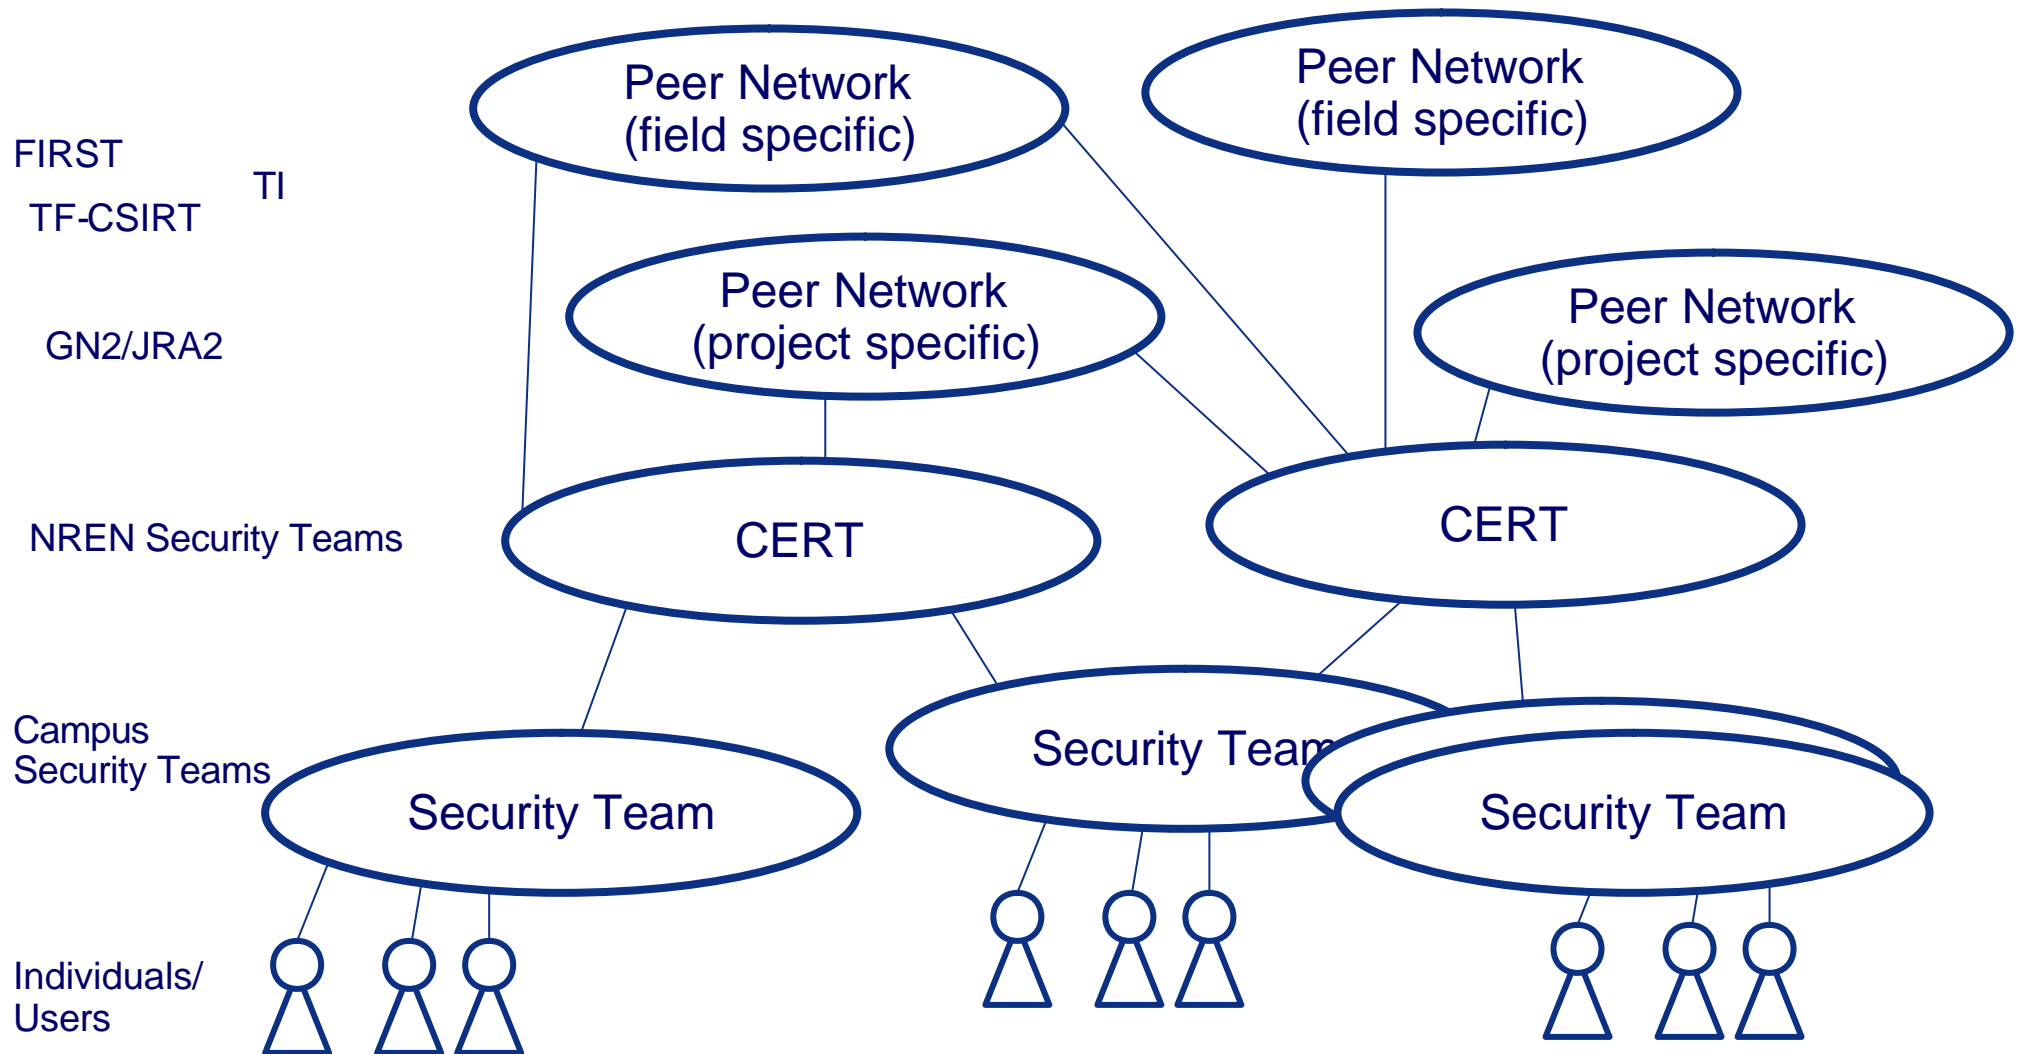 Peer Network
(field specific)
Peer Network
(field specific)
FIRST
TI
TF-CSIRT
Peer Network
(project specific)
Peer Network
(project specific)
GN2/JRA2
NREN Security Teams
CERT
CERT
Campus
Security Teams
Security Team
Security Team
Security Team
Individuals/
Users